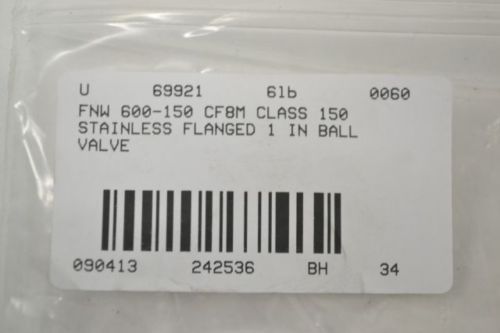 U 69921 6lb 0060
FNW 600-150 CF8M CLASS 150
STAINLESS FLANGED 1 IN BALL
VALVE
090413 242536 BH 34